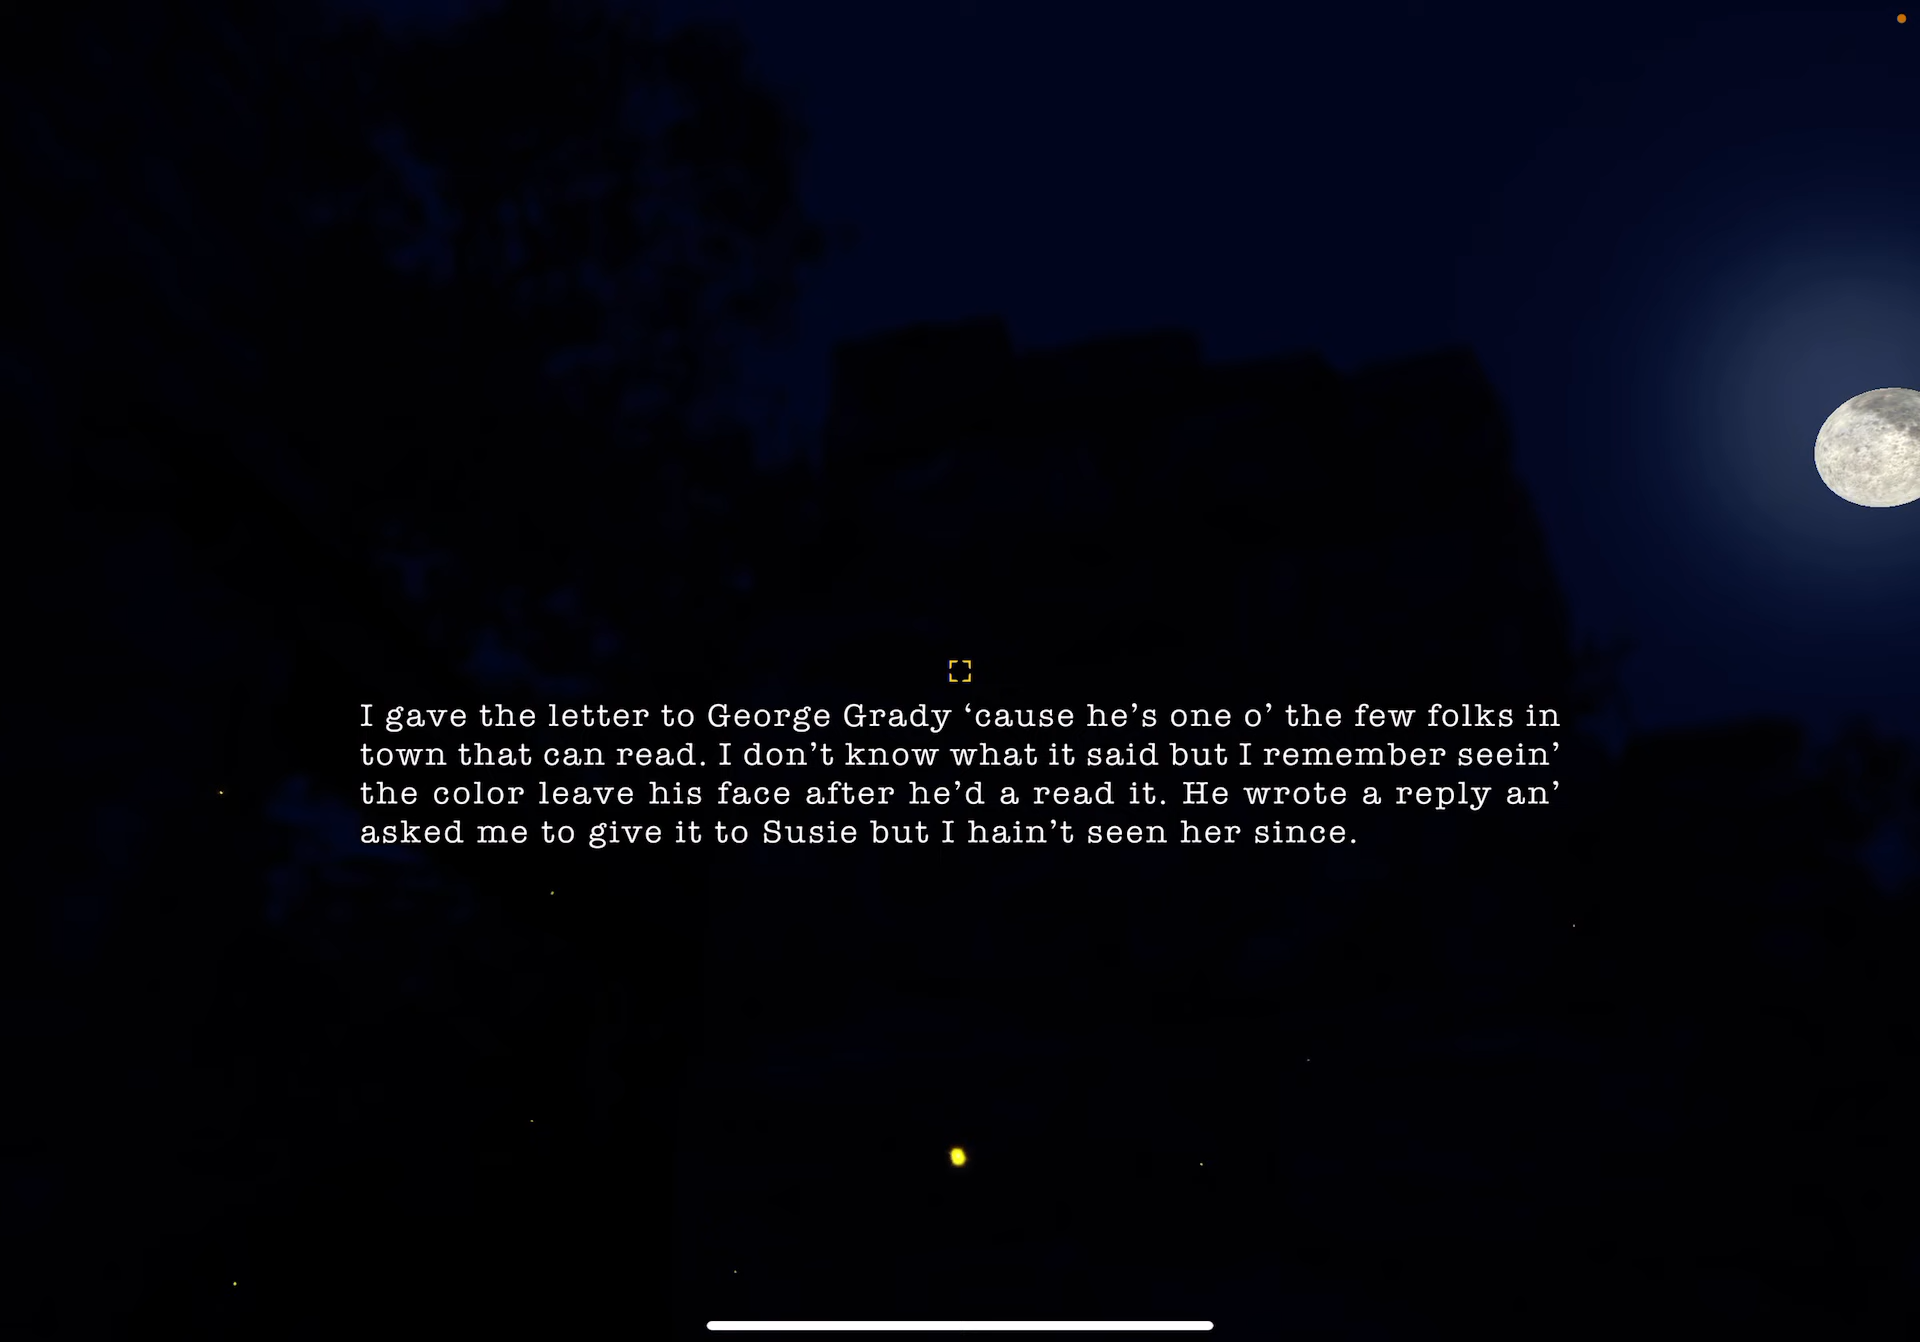 I gave the letter to George Grady ‘cause he’s one o’ the few folks in
town that can read. I don’t know what it said but I remember seein’
the color leave his face after he’d a read it. He wrote a reply an’
asked me to give it to Susie but I hain’t seen her since.